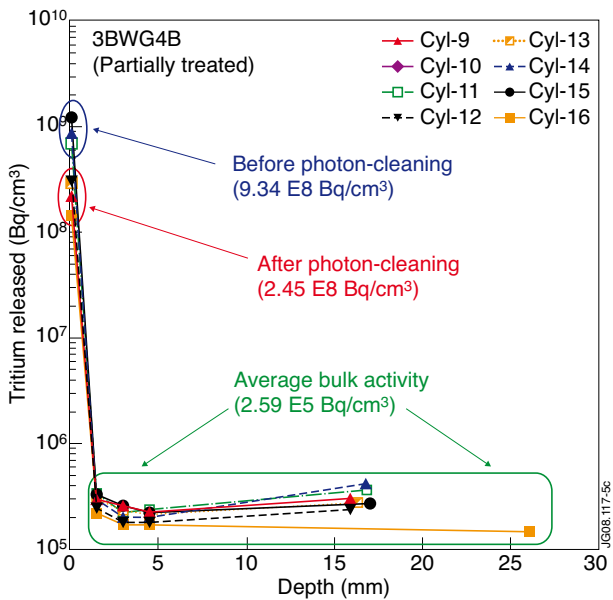 3BWG4B
(Partially treated)
Cyl-9
Cyl-10
Cyl-11
Cyl-12
Cyl-13
Cyl-14
Cyl-15
Cyl-16
Before photon-cleaning
(9.34 E8 Bq/cm³)
After photon-cleaning
(2.45 E8 Bq/cm³)
Average bulk activity
(2.59 E5 Bq/cm³)
Tritium released (Bq/cm³)
10⁹
10⁸
10⁷
10⁶
10⁵
0 5 10 15 20 25 30
Depth (mm)
JG08.117-5c